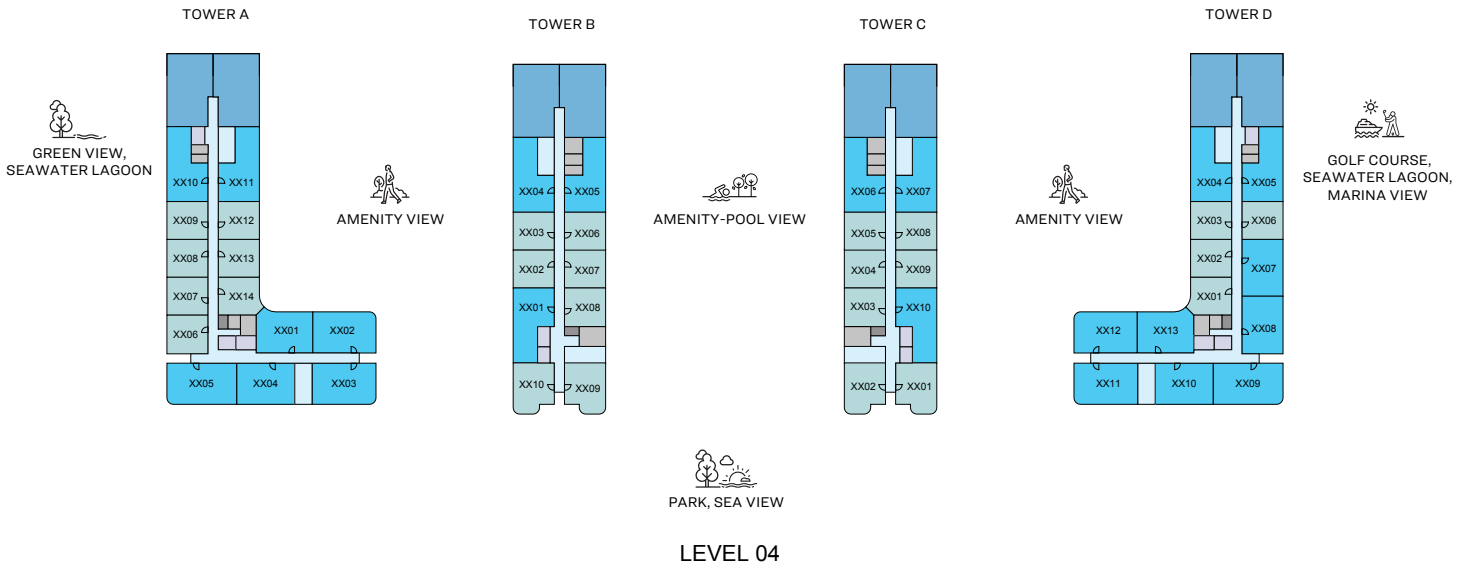 TOWER A
TOWER B
TOWER C
TOWER D
GREEN VIEW,
SEAWATER LAGOON
AMENITY VIEW
AMENITY-POOL VIEW
AMENITY VIEW
GOLF COURSE,
SEAWATER LAGOON,
MARINA VIEW
XX10 XX11
XX09 XX12
XX08 XX13
XX07 XX14
XX06 XX01 XX02
XX05 XX04 XX03
XX04 XX05
XX03 XX06
XX02 XX07
XX01 XX08
XX10 XX09
XX06 XX07
XX05 XX08
XX04 XX09
XX03 XX10
XX02 XX01
XX04 XX05
XX03 XX06
XX02 XX07
XX01
XX12 XX13 XX08
XX11 XX10 XX09
PARK, SEA VIEW
LEVEL 04